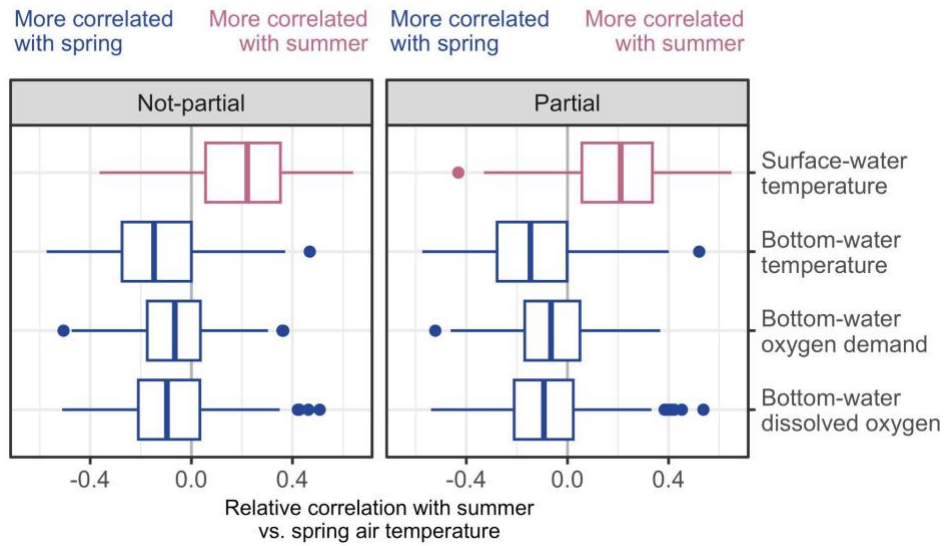 More correlated
with spring
More correlated
with summer
More correlated
with spring
More correlated
with summer
Not-partial
Partial
Surface-water
temperature
Bottom-water
temperature
Bottom-water
oxygen demand
Bottom-water
dissolved oxygen
-0.4 0.0 0.4
-0.4 0.0 0.4
Relative correlation with summer
vs. spring air temperature